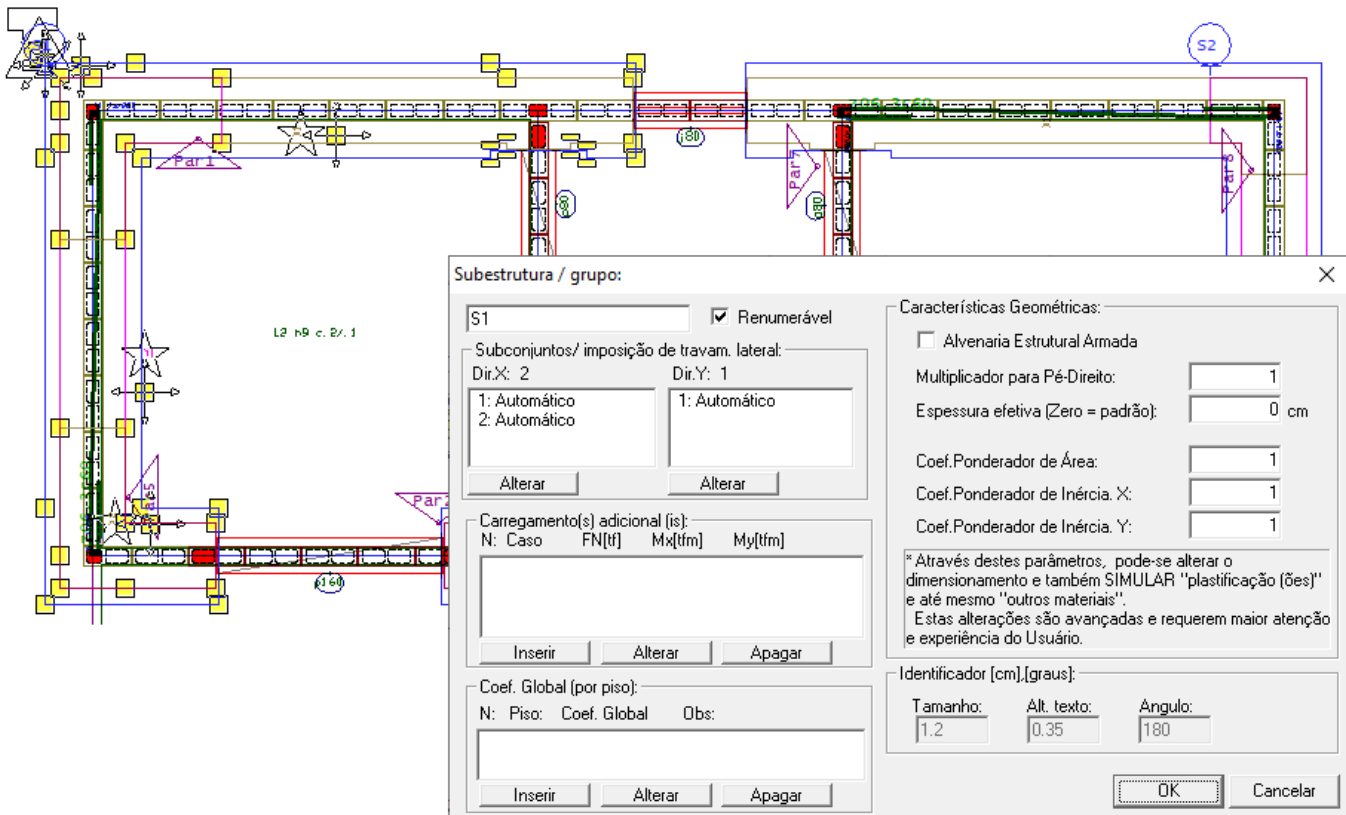 S2
Par1
j80
Par7
Par8
p80
p80
L2 h9 c.2/.1
Par5
Par2
p160
Subestrutura / grupo:
S1
Renumerável
Subconjuntos/ imposição de travam. lateral:
Dir.X: 2
Dir.Y: 1
1: Automático
2: Automático
1: Automático
Alterar
Alterar
Carregamento(s) adicional (is):
N: Caso FN[tf] Mx[tfm] My[tfm]
Inserir
Alterar
Apagar
Coef. Global (por piso):
N: Piso: Coef. Global Obs:
Inserir
Alterar
Apagar
Características Geométricas:
Alvenaria Estrutural Armada
Multiplicador para Pé-Direito: 1
Espessura efetiva (Zero = padrão): 0 cm
Coef.Ponderador de Área: 1
Coef.Ponderador de Inércia. X: 1
Coef.Ponderador de Inércia. Y: 1
* Através destes parâmetros, pode-se alterar o
dimensionamento e também SIMULAR "plastificação (ões)"
e até mesmo "outros materiais".
Estas alterações são avançadas e requerem maior atenção
e experiência do Usuário.
Identificador [cm],[graus]:
Tamanho: Alt. texto: Angulo:
1.2 0.35 180
OK
Cancelar